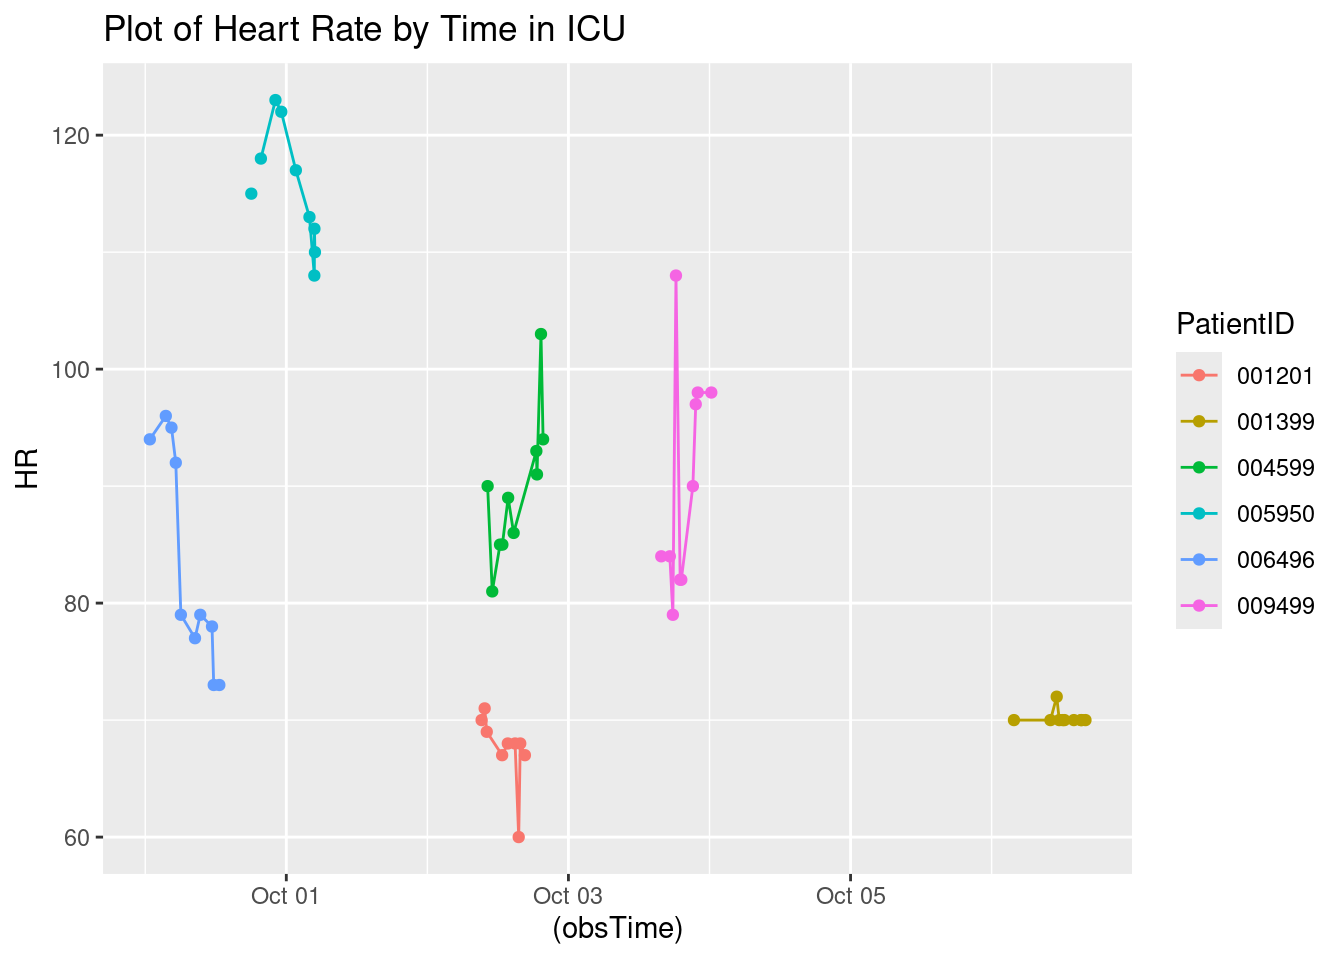 Plot of Heart Rate by Time in ICU
120
100
80
60
HR
Oct 01
Oct 03
Oct 05
(obsTime)
PatientID
001201
001399
004599
005950
006496
009499